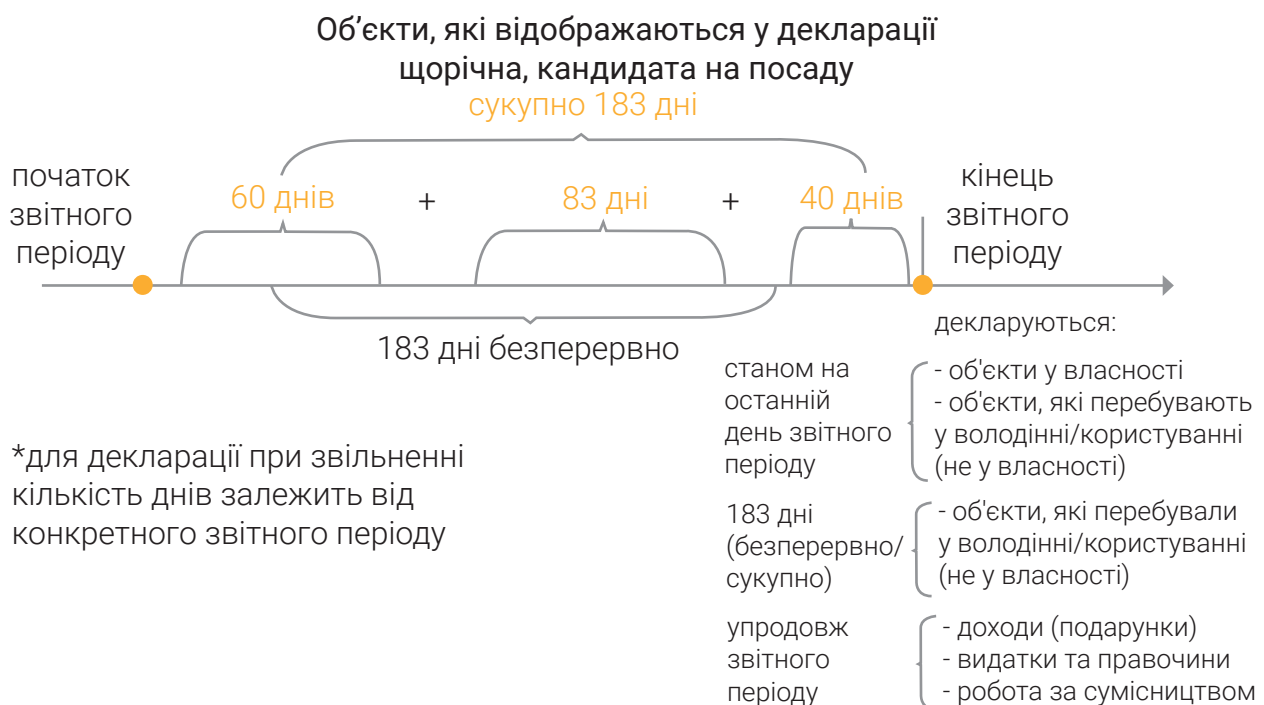 Об’єкти, які відображаються у декларації
щорічна, кандидата на посаду
сукупно 183 дні
початок
звітного
періоду
60 днів + 83 дні + 40 днів
кінець
звітного
періоду
183 дні безперервно
декларуються:
станом на
останній
день звітного
періоду
- об'єкти у власності
- об'єкти, які перебувають
у володінні/користуванні
(не у власності)
*для декларації при звільненні
кількість днів залежить від
конкретного звітного періоду
183 дні
(безперервно/
сукупно)
- об'єкти, які перебували
у володінні/користуванні
(не у власності)
упродовж
звітного
періоду
- доходи (подарунки)
- видатки та правочини
- робота за сумісництвом